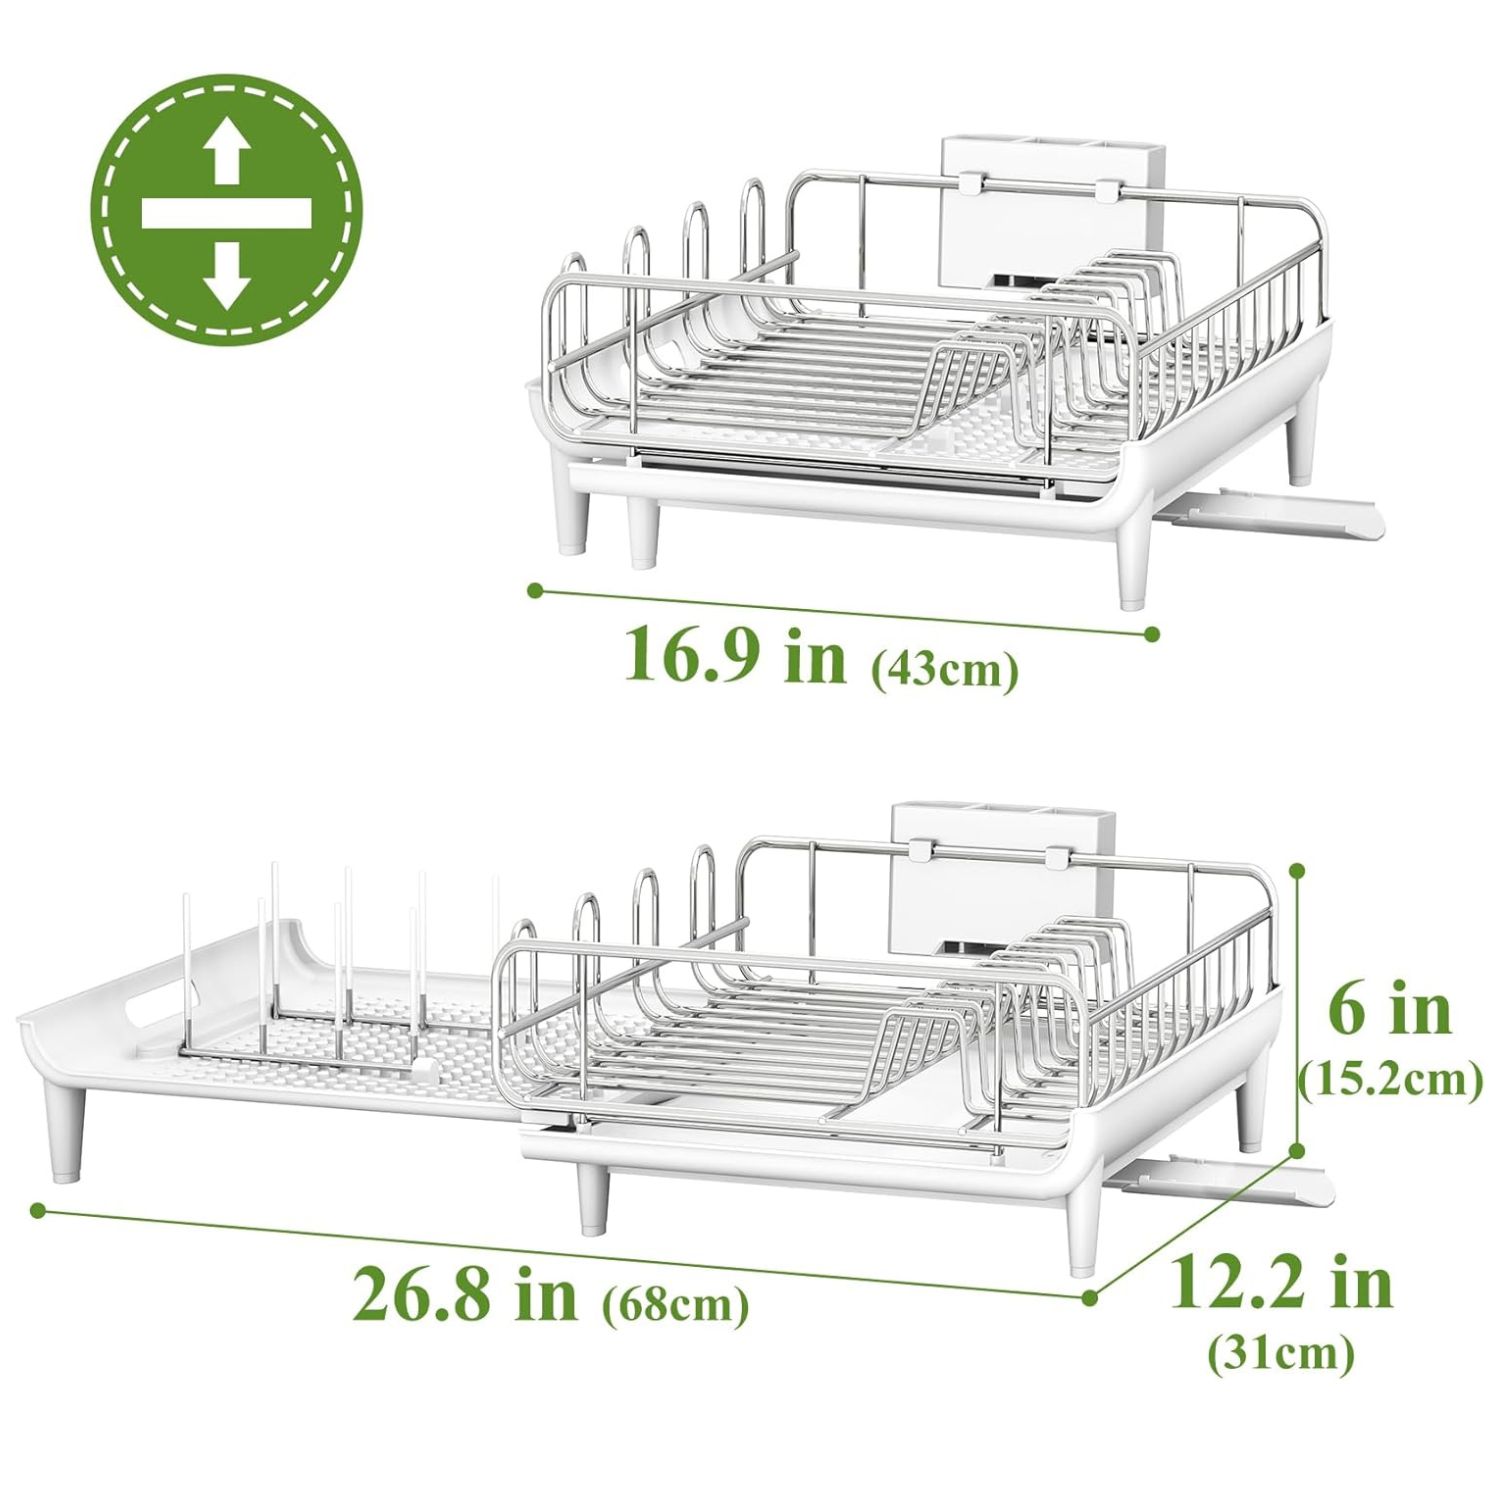 16.9 in (43cm)
6 in
(15.2cm)
26.8 in (68cm)
12.2 in
(31cm)